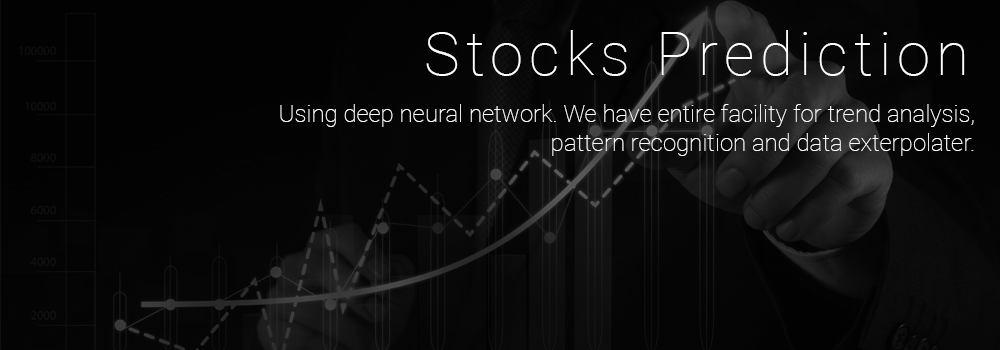 Stocks Prediction
Using deep neural network. We have entire facility for trend analysis,
pattern recognition and data exterpolater.
100000
10000
8000
6000
4000
2000